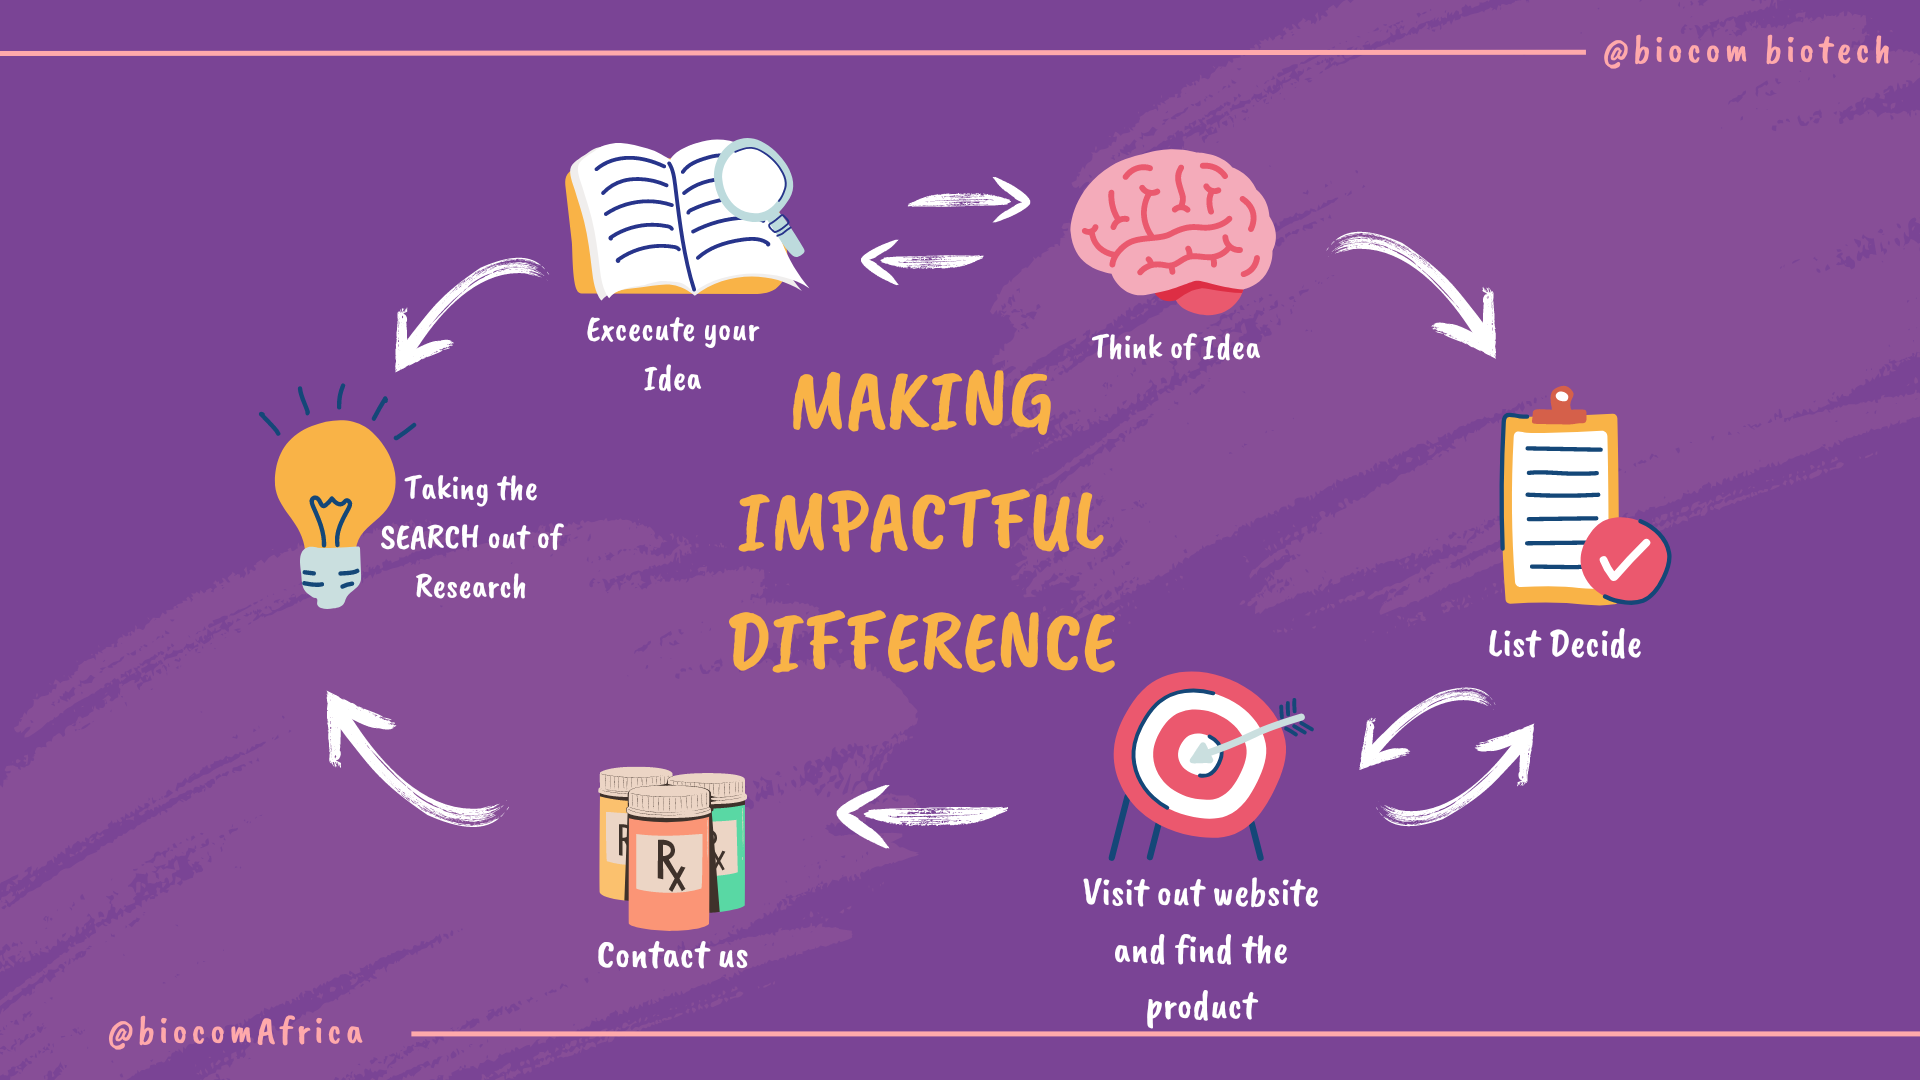 @biocom biotech
Excecute your
Idea
Think of Idea
MAKING
IMPACTFUL
DIFFERENCE
Taking the
SEARCH out of
Research
List Decide
Rx
Contact us
Visit out website
and find the
product
@biocomAfrica